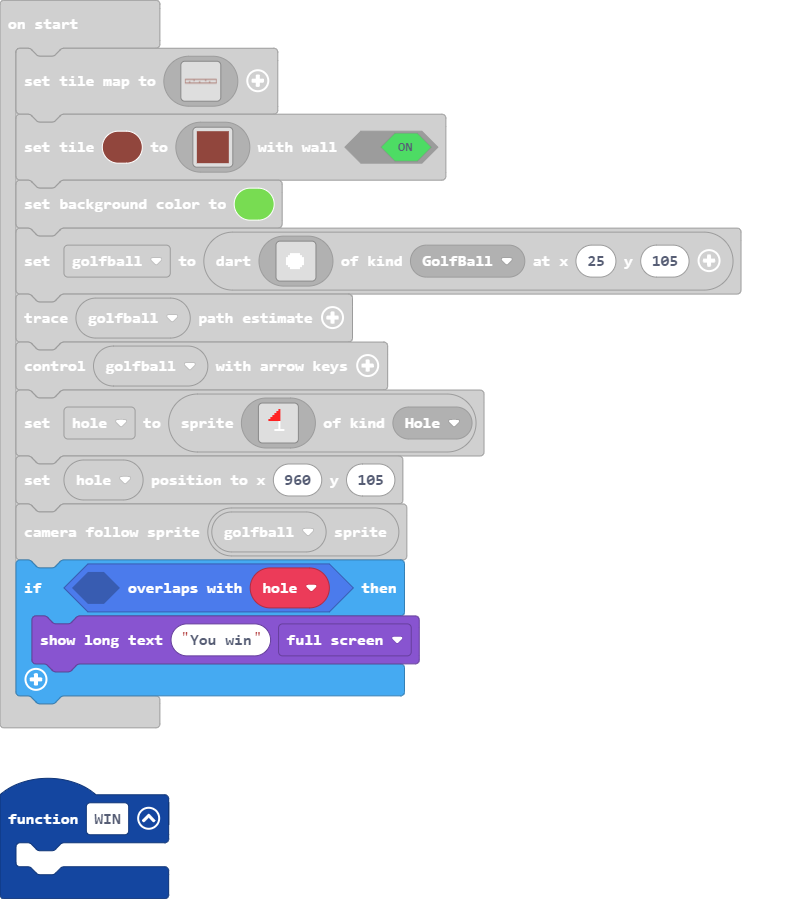 on start
set tile map to
set tile to with wall ON
set background color to
set golfball to dart of kind GolfBall at x 25 y 105
trace golfball path estimate
control golfball with arrow keys
set hole to sprite of kind Hole
set hole position to x 960 y 105
camera follow sprite golfball sprite
if overlaps with hole then
show long text "You win" full screen
function WIN